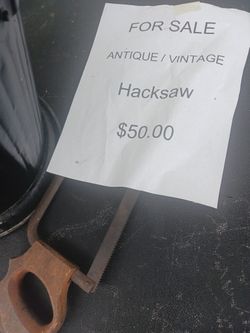 FOR SALE
ANTIQUE / VINTAGE
Hacksaw
$50.00